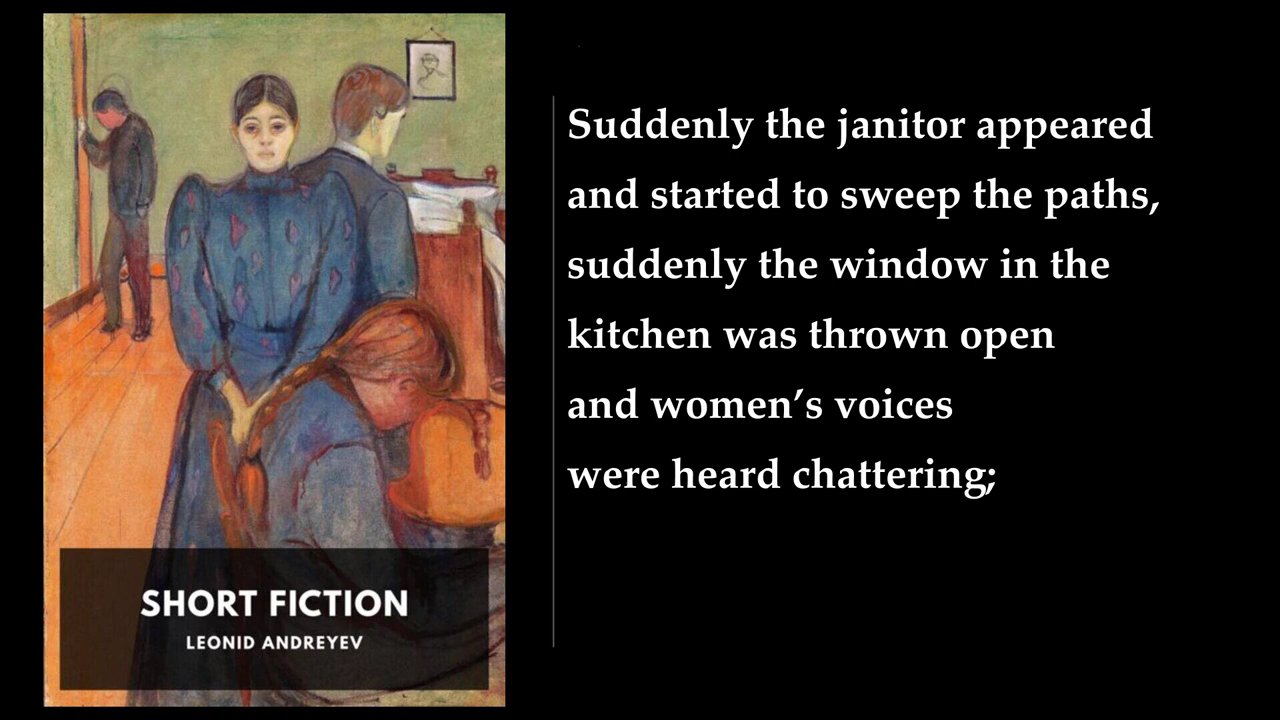 SHORT FICTION
LEONID ANDREYEV
Suddenly the janitor appeared
and started to sweep the paths,
suddenly the window in the
kitchen was thrown open
and women’s voices
were heard chattering;